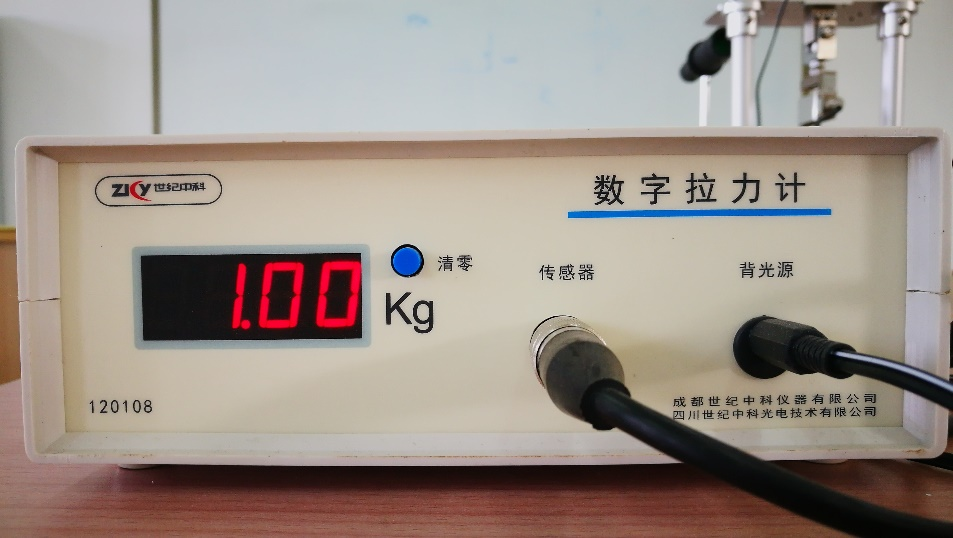 ZKCY 世纪中科
数字拉力计
1.00
清零
Kg
传感器
背光源
120108
成都世纪中科仪器有限公司
四川世纪中科光电技术有限公司